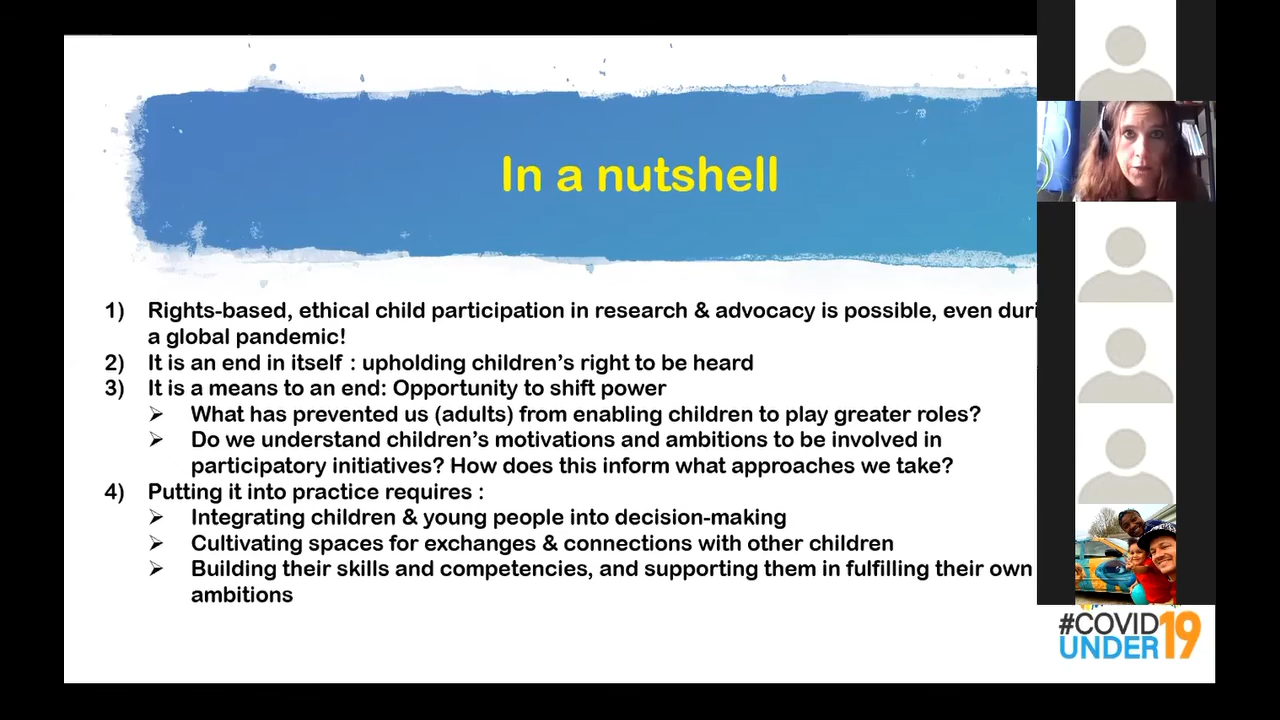 In a nutshell
1) Rights-based, ethical child participation in research & advocacy is possible, even duri
a global pandemic!
2) It is an end in itself : upholding children's right to be heard
3) It is a means to an end: Opportunity to shift power
➢ What has prevented us (adults) from enabling children to play greater roles?
➢ Do we understand children's motivations and ambitions to be involved in
participatory initiatives? How does this inform what approaches we take?
4) Putting it into practice requires :
➢ Integrating children & young people into decision-making
➢ Cultivating spaces for exchanges & connections with other children
➢ Building their skills and competencies, and supporting them in fulfilling their own
ambitions
#COVID
UNDER19